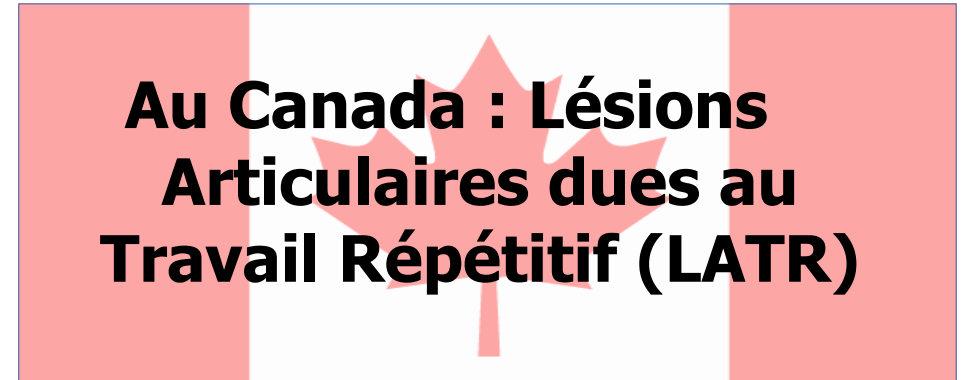 Au Canada : Lésions
Articulaires dues au
Travail Répétitif (LATR)